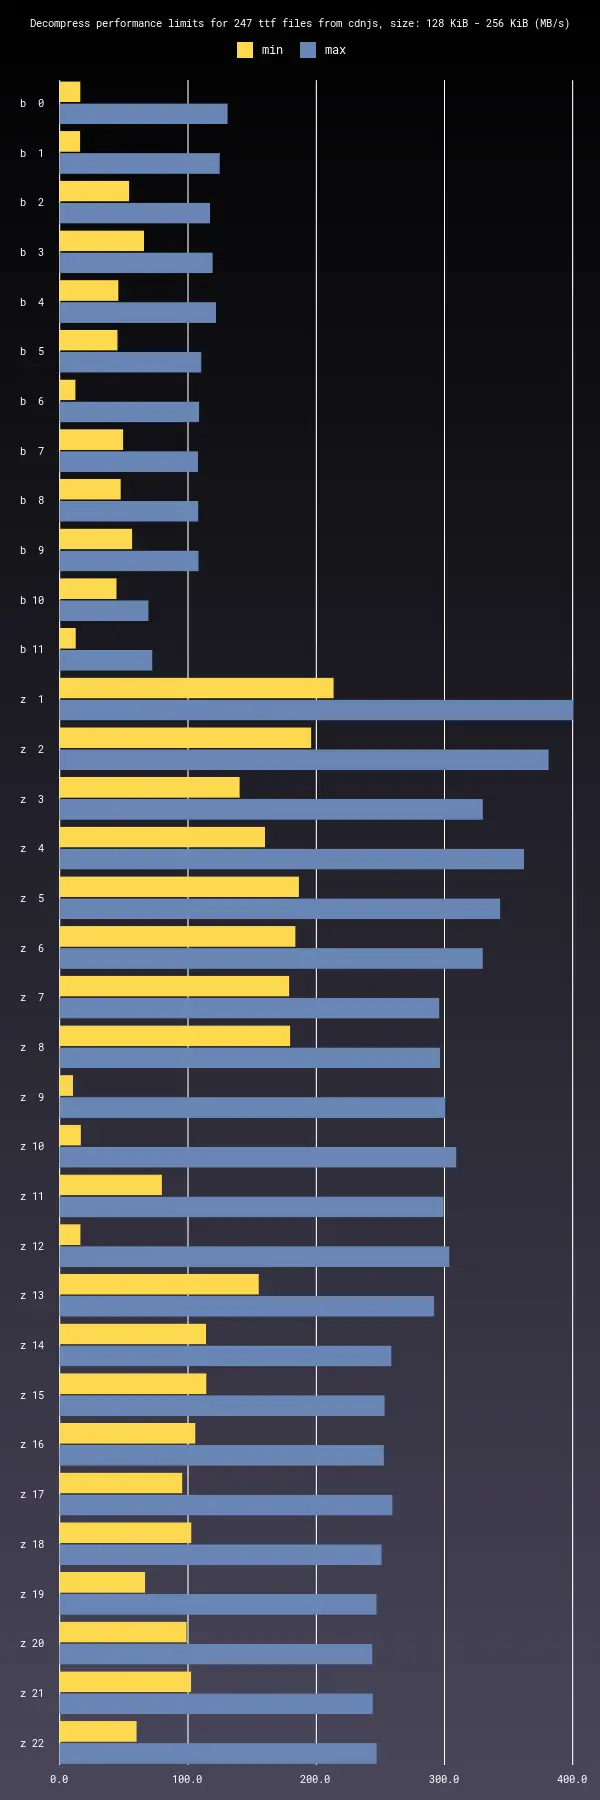 Decompress performance limits for 247 ttf files from cdnjs, size: 128 KiB - 256 KiB (MB/s)
min max
b 0
b 1
b 2
b 3
b 4
b 5
b 6
b 7
b 8
b 9
b 10
b 11
z 1
z 2
z 3
z 4
z 5
z 6
z 7
z 8
z 9
z 10
z 11
z 12
z 13
z 14
z 15
z 16
z 17
z 18
z 19
z 20
z 21
z 22
0.0 100.0 200.0 300.0 400.0